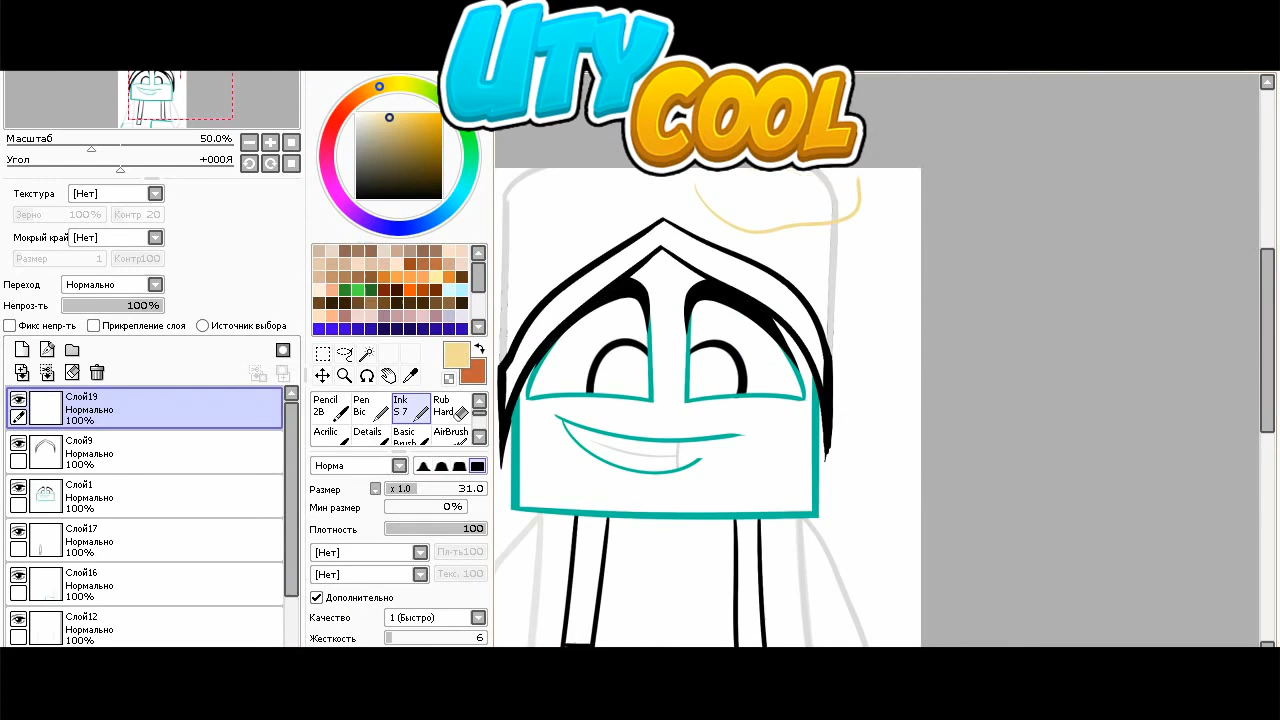 UTY
COOL
Масштаб 50.0%
Угол +000Я
Текстура [Нет]
Зерно 100% Контр 20
Мокрый край [Нет]
Размер 1 Контр100
Переход Нормально
Непроз-ть 100%
Фикс непр-ть Прикрепление слоя Источник выбора
Слой19
Нормально
100%
Слой9
Нормально
100%
Слой1
Нормально
100%
Слой17
Нормально
100%
Слой16
Нормально
100%
Слой12
Нормально
100%
Pencil
2B
Pen
Bic
Ink
S 7
Rub
Hard
Acrilic
Details
Basic
Brush
AirBrush
Норма
Размер x 1.0 31.0
Мин размер 0%
Плотность 100
[Нет] Пл-ть100
[Нет] Текс. 100
Дополнительно
Качество 1 (Быстро)
Жесткость 6